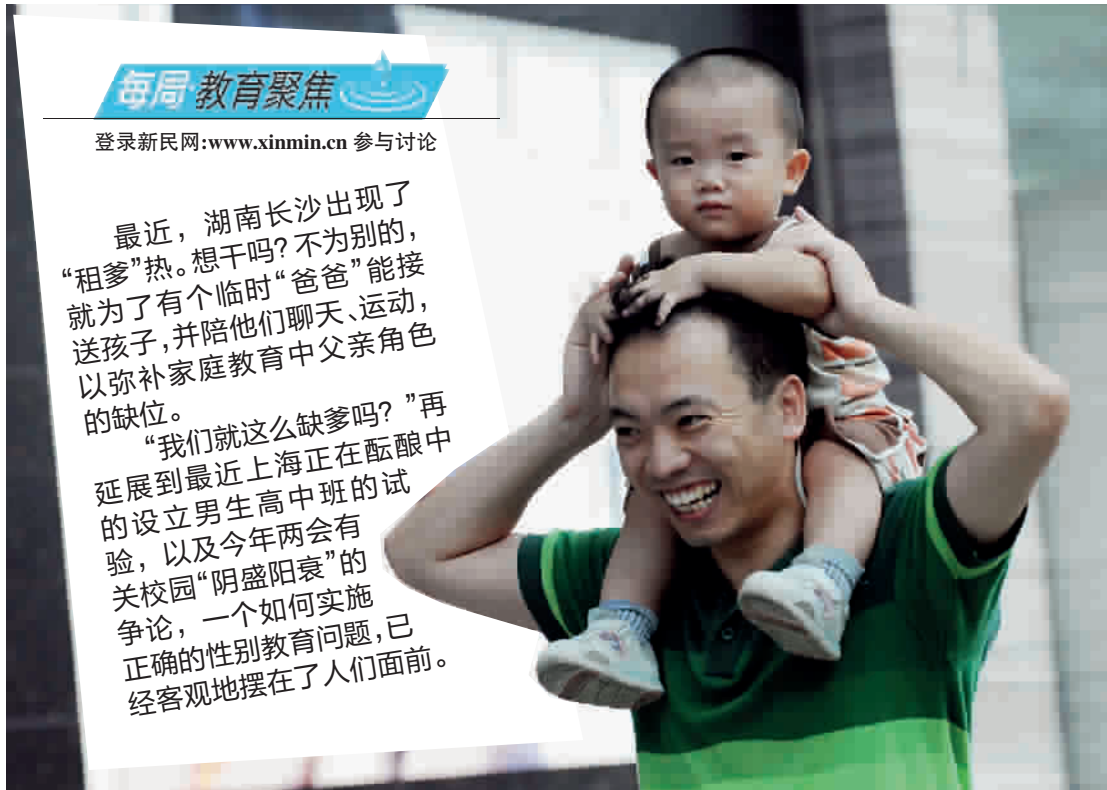 每周·教育聚焦
登录新民网:www.xinmin.cn 参与讨论
最近，湖南长沙出现了
“租爹”热。想干吗？不为别的，
就为了有个临时“爸爸”能接
送孩子，并陪他们聊天、运动，
以弥补家庭教育中父亲角色
的缺位。
“我们就这么缺爹吗？”再
延展到最近上海正在酝酿中
的设立男生高中班的试
验，以及今年两会有
关校园“阴盛阳衰”的
争论，一个如何实施
正确的性别教育问题，已
经客观地摆在了人们面前。